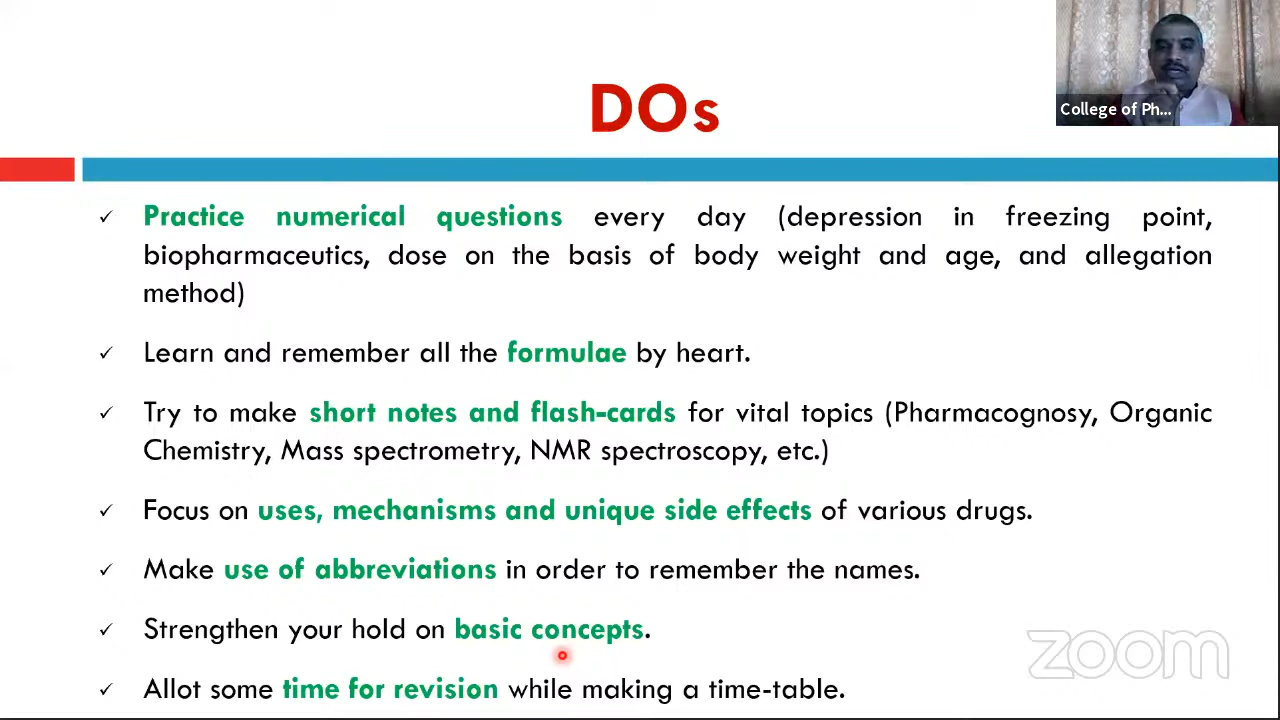 DOs
College of Ph...
✓ Practice numerical questions every day (depression in freezing point,
biopharmaceutics, dose on the basis of body weight and age, and allegation
method)
✓ Learn and remember all the formulae by heart.
✓ Try to make short notes and flash-cards for vital topics (Pharmacognosy, Organic
Chemistry, Mass spectrometry, NMR spectroscopy, etc.)
✓ Focus on uses, mechanisms and unique side effects of various drugs.
✓ Make use of abbreviations in order to remember the names.
✓ Strengthen your hold on basic concepts.
zoom
✓ Allot some time for revision while making a time-table.